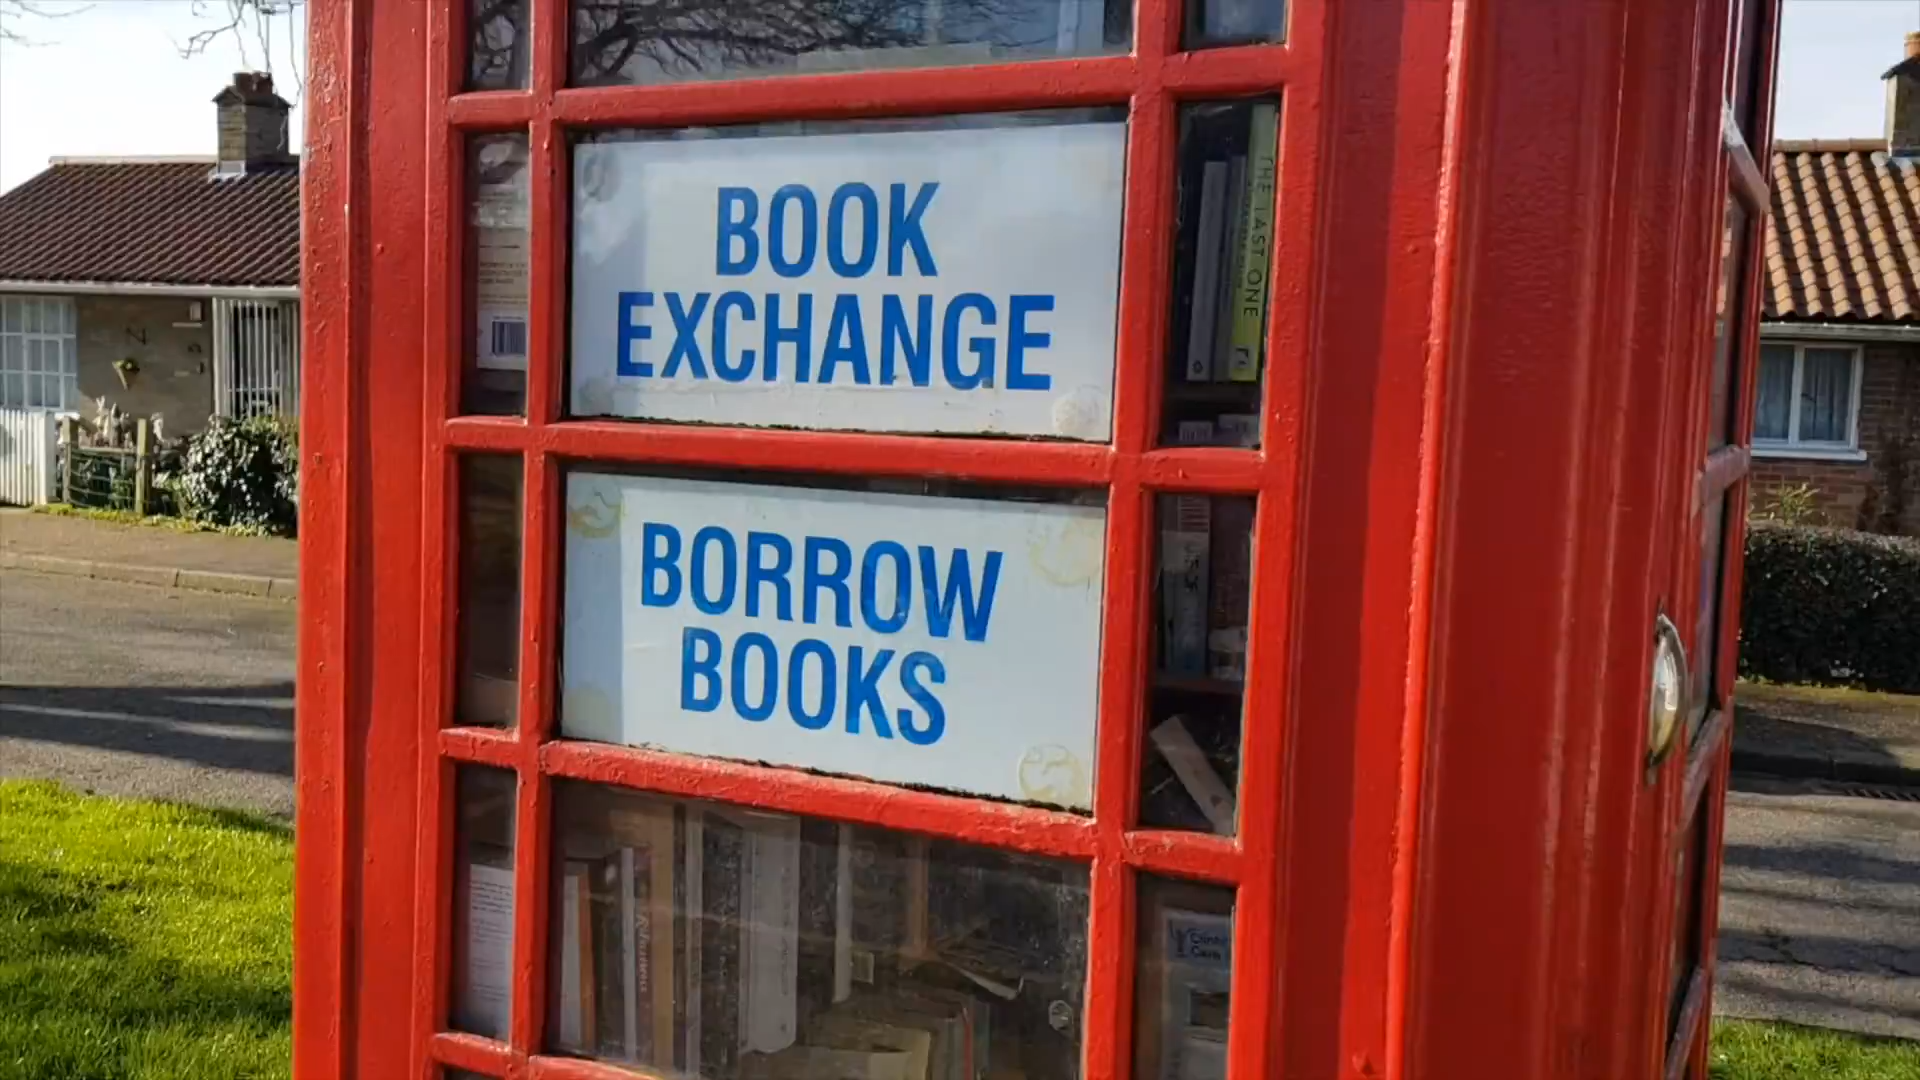 BOOK
EXCHANGE
THE LAST ONE
BORROW
BOOKS